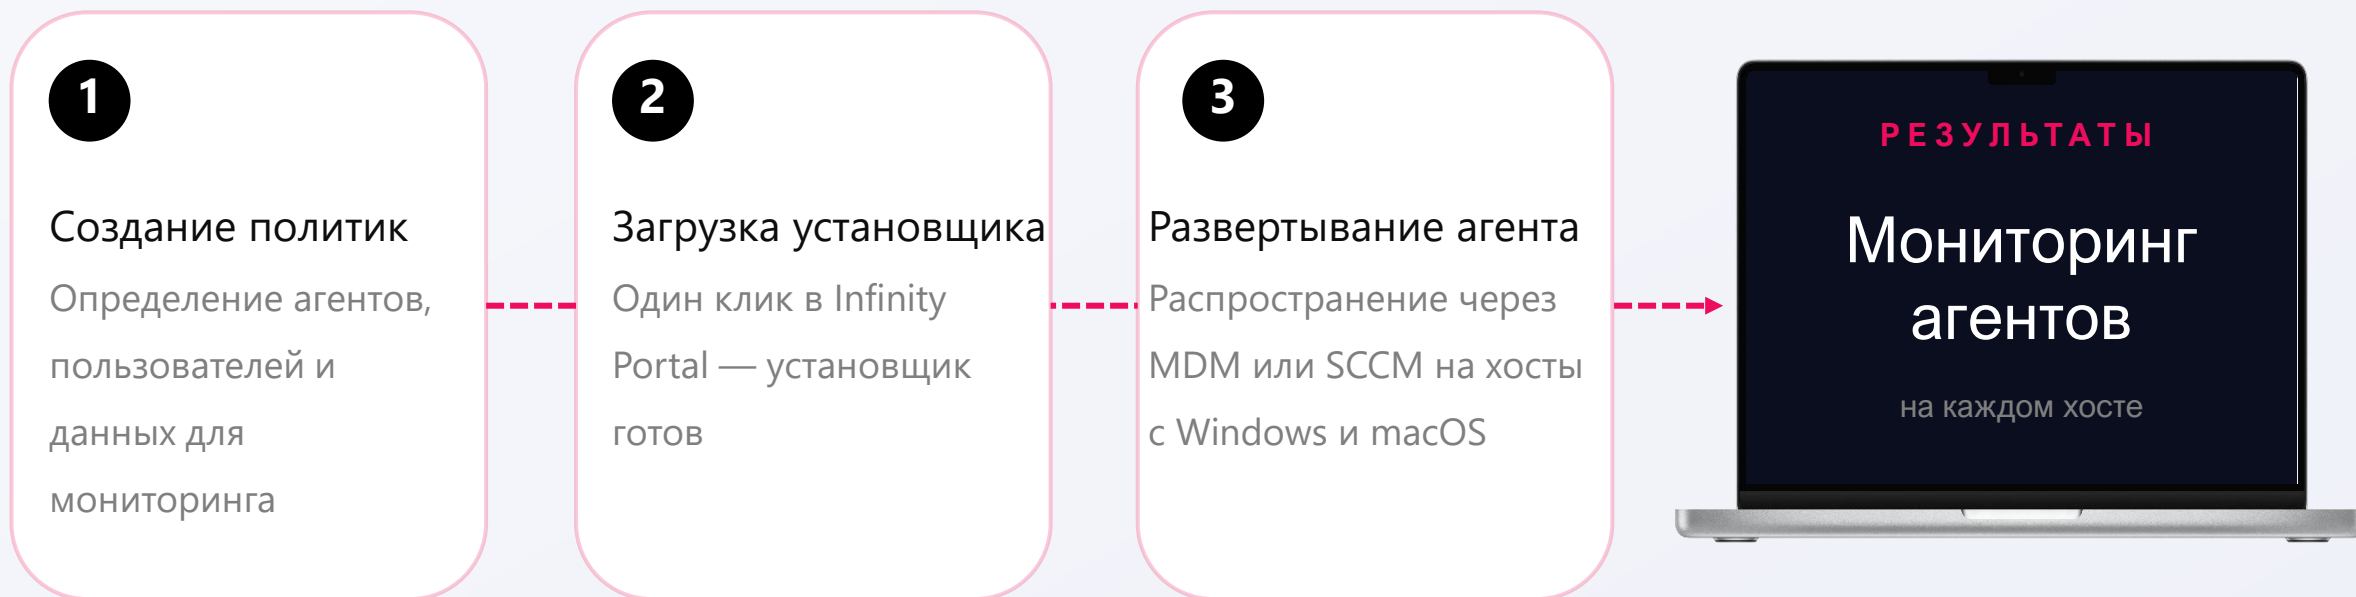 1
Создание политик
Определение агентов,
пользователей и
данных для
мониторинга
2
Загрузка установщика
Один клик в Infinity
Portal — установщик
готов
3
Развертывание агента
Распространение через
MDM или SCCM на хосты
с Windows и macOS
РЕЗУЛЬТАТЫ
Мониторинг
агентов
на каждом хосте